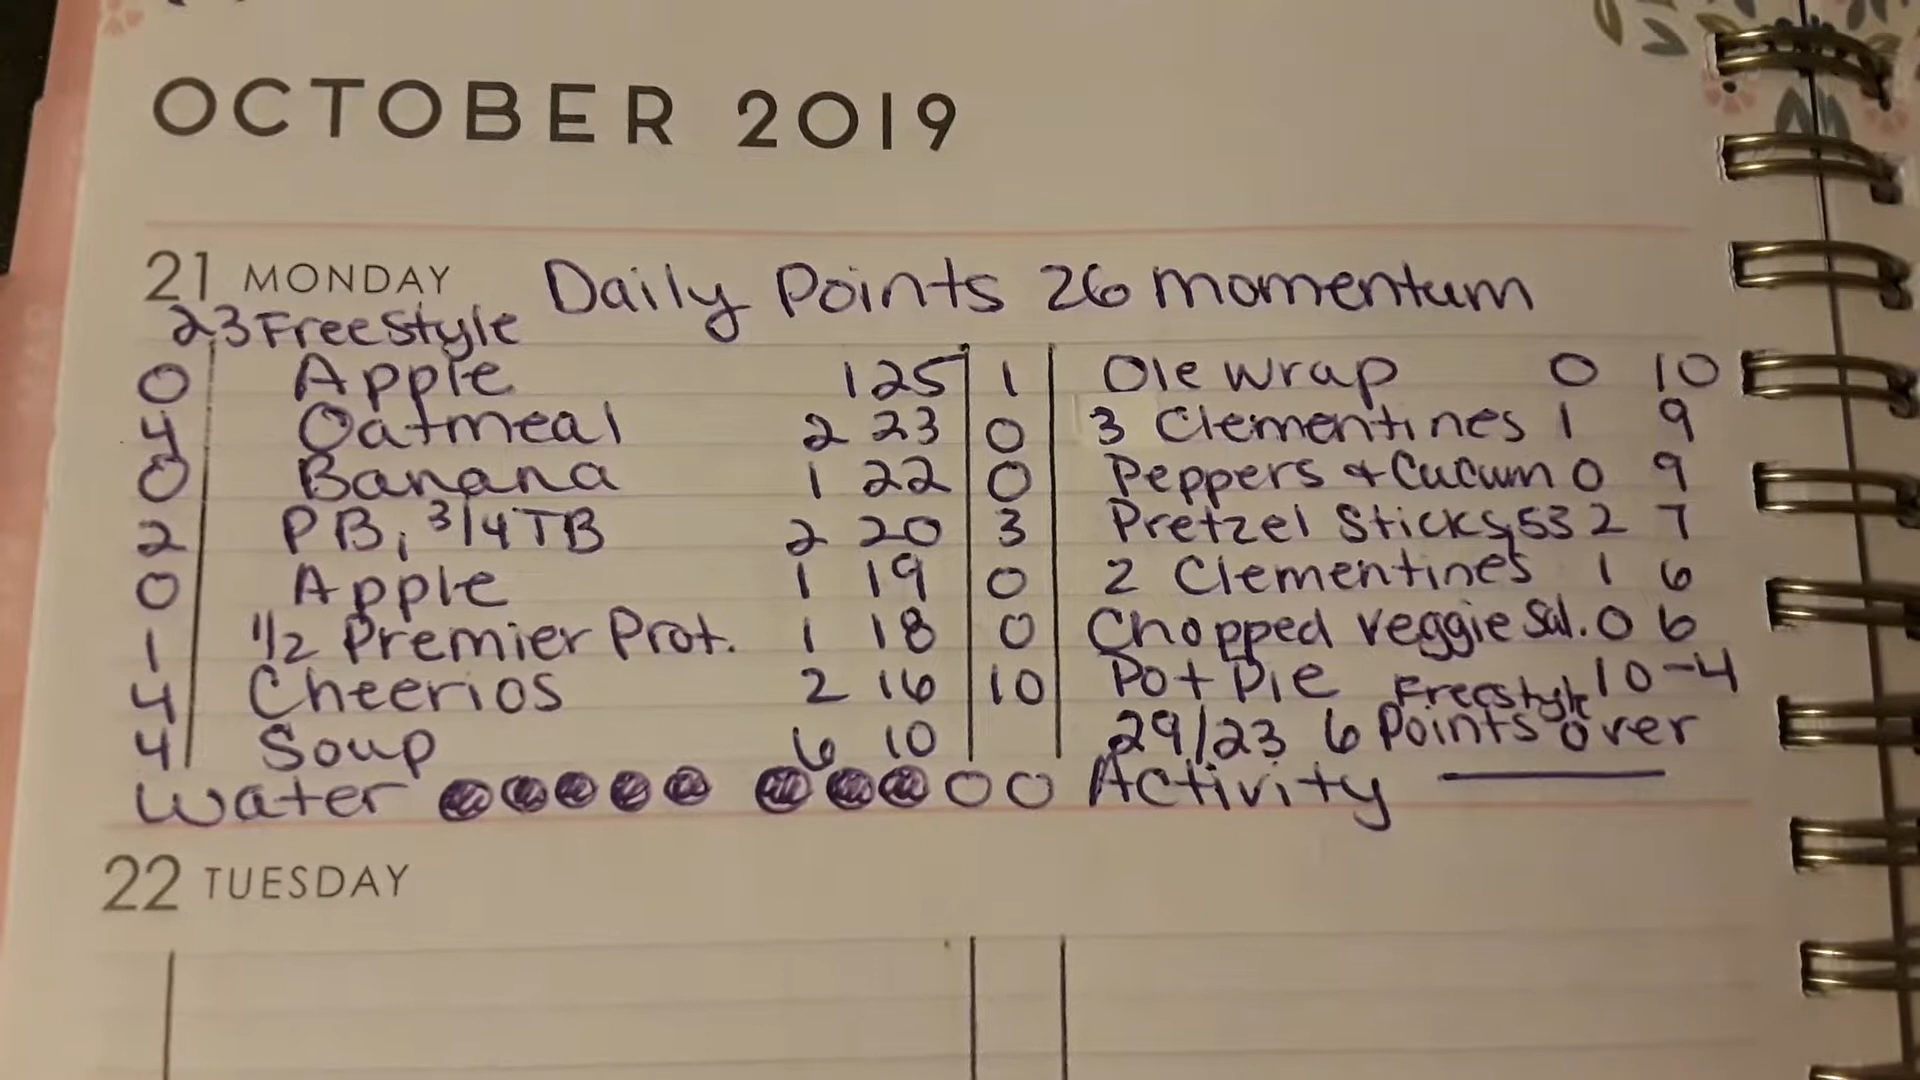 OCTOBER 2019
21 MONDAY Daily Points 26 momentum
23 FreeStyle
0 Apple 1 25 1 Ole wrap 0 10
4 Oatmeal 2 23 0 3 Clementines 1 9
0 Banana 1 22 0 Peppers & Cucum 0 9
2 PB, 3/4 TB 2 20 3 Pretzel Sticks, 53 2 7
0 Apple 1 19 0 2 Clementines 1 6
1 1/2 Premier Prot. 1 18 0 Chopped veggie Sal. 0 6
4 Cheerios 2 16 10 Pot Pie 10 -4
4 Soup 6 10 Freestyle 29/23 6 Points over
Water Activity
22 TUESDAY